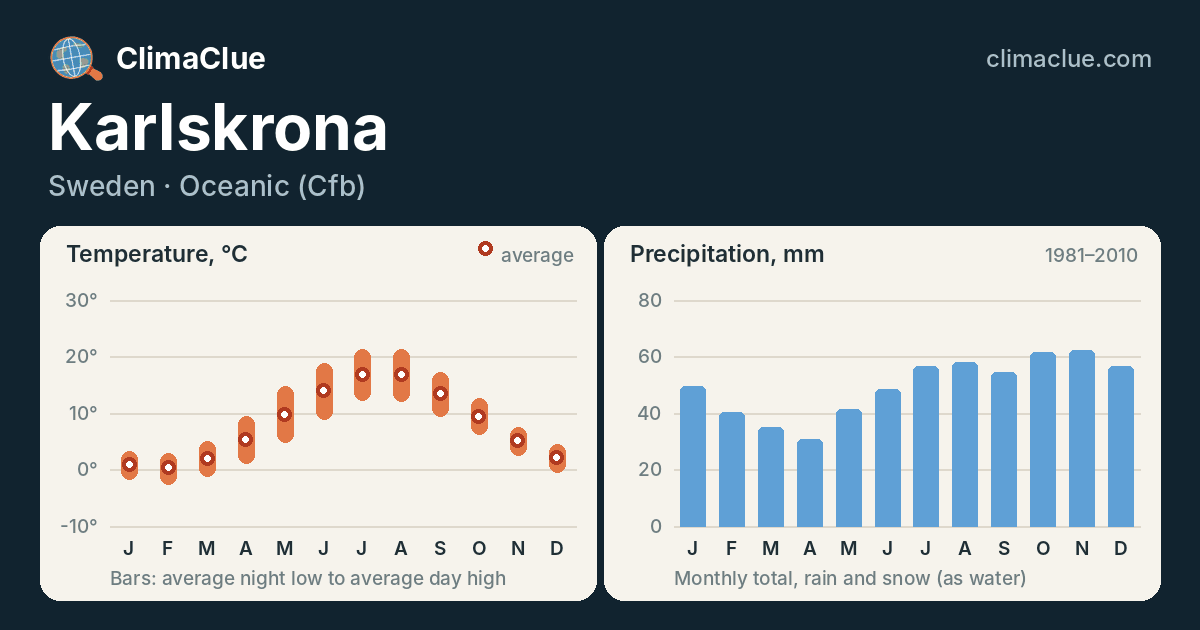 ClimaClue
climaclue.com
Karlskrona
Sweden · Oceanic (Cfb)
Temperature, °C
average
30°
20°
10°
0°
-10°
J F M A M J J A S O N D
Bars: average night low to average day high
Precipitation, mm
1981–2010
80
60
40
20
0
J F M A M J J A S O N D
Monthly total, rain and snow (as water)